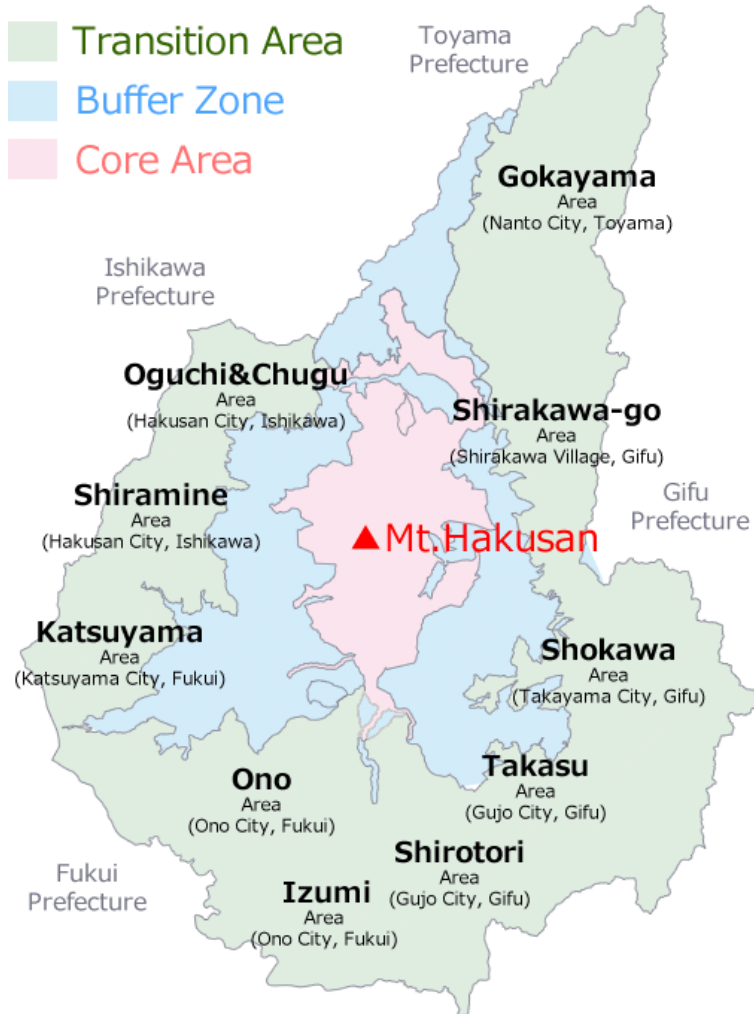 Transition Area
Buffer Zone
Core Area
Toyama
Prefecture
Gokayama
Area
(Nanto City, Toyama)
Ishikawa
Prefecture
Oguchi&Chugu
Area
(Hakusan City, Ishikawa)
Shirakawa-go
Area
(Shirakawa Village, Gifu)
Shiramine
Area
(Hakusan City, Ishikawa)
Gifu
Prefecture
Mt.Hakusan
Katsuyama
Area
(Katsuyama City, Fukui)
Shokawa
Area
(Takayama City, Gifu)
Ono
Area
(Ono City, Fukui)
Takasu
Area
(Gujo City, Gifu)
Shirotori
Area
(Gujo City, Gifu)
Fukui
Prefecture
Izumi
Area
(Ono City, Fukui)